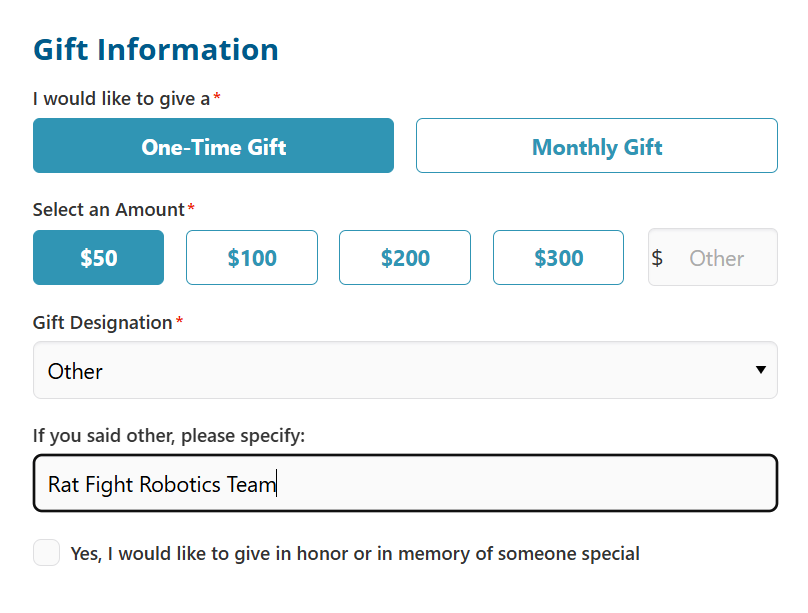 Gift Information
I would like to give a*
One-Time Gift Monthly Gift
Select an Amount*
$50 $100 $200 $300 $ Other
Gift Designation*
Other
If you said other, please specify:
Rat Fight Robotics Team
Yes, I would like to give in honor or in memory of someone special